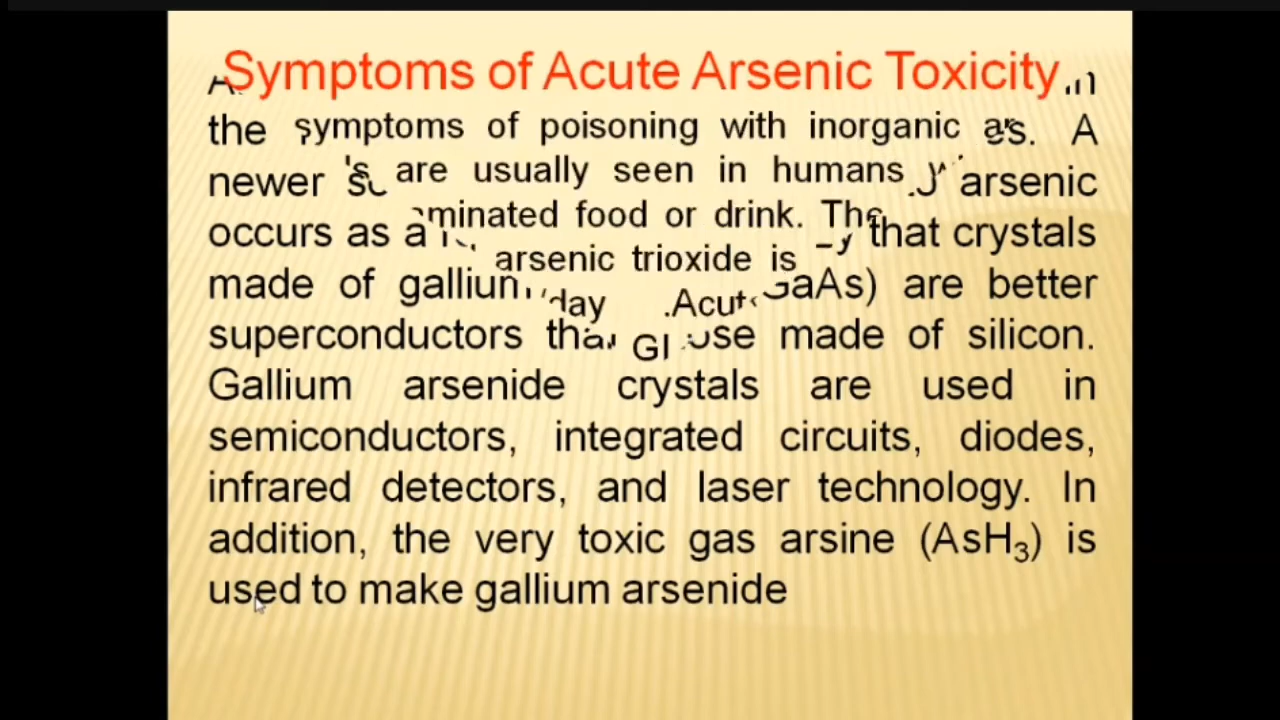 Symptoms of Acute Arsenic Toxicity
the symptoms of poisoning with inorganic A
newer are usually seen in humans arsenic
occurs as a food or drink. The that crystals
made of arsenic trioxide is are better
superconductors GI made of silicon.
Gallium arsenide crystals are used in
semiconductors, integrated circuits, diodes,
infrared detectors, and laser technology. In
addition, the very toxic gas arsine (AsH₃) is
used to make gallium arsenide